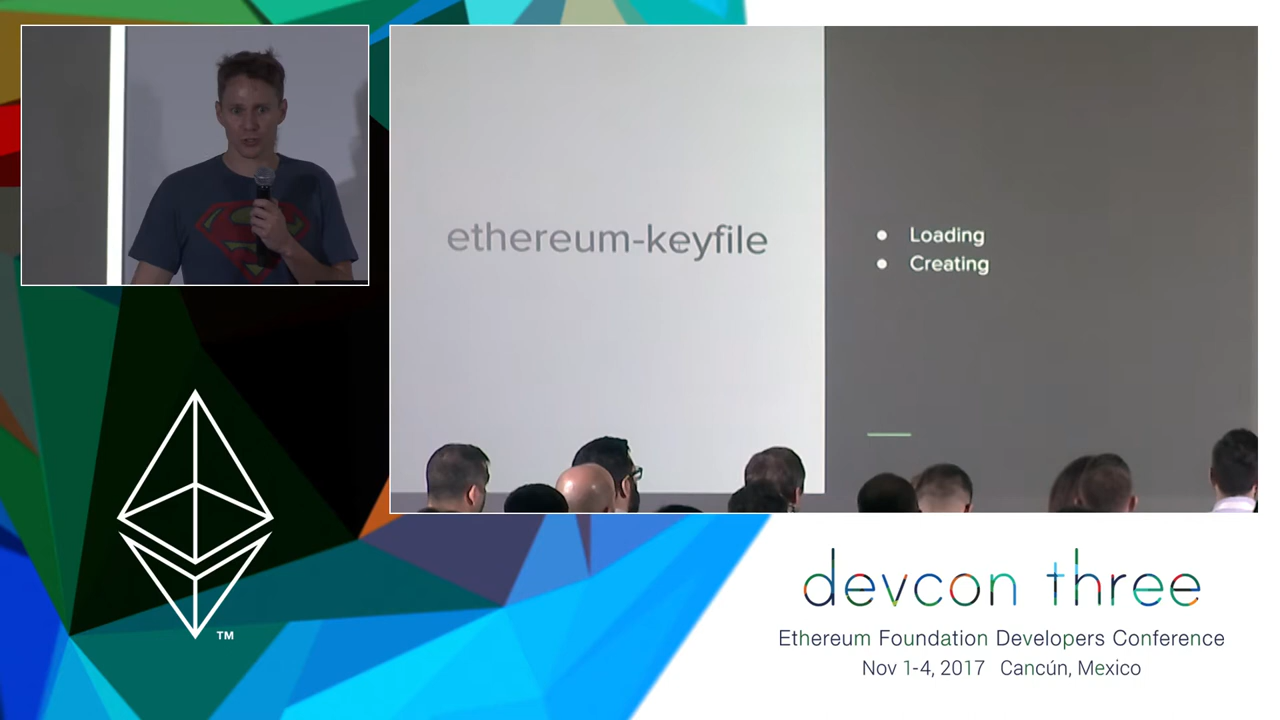 ethereum-keyfile
● Loading
● Creating
TM
devcon three
Ethereum Foundation Developers Conference
Nov 1-4, 2017 Cancún, Mexico